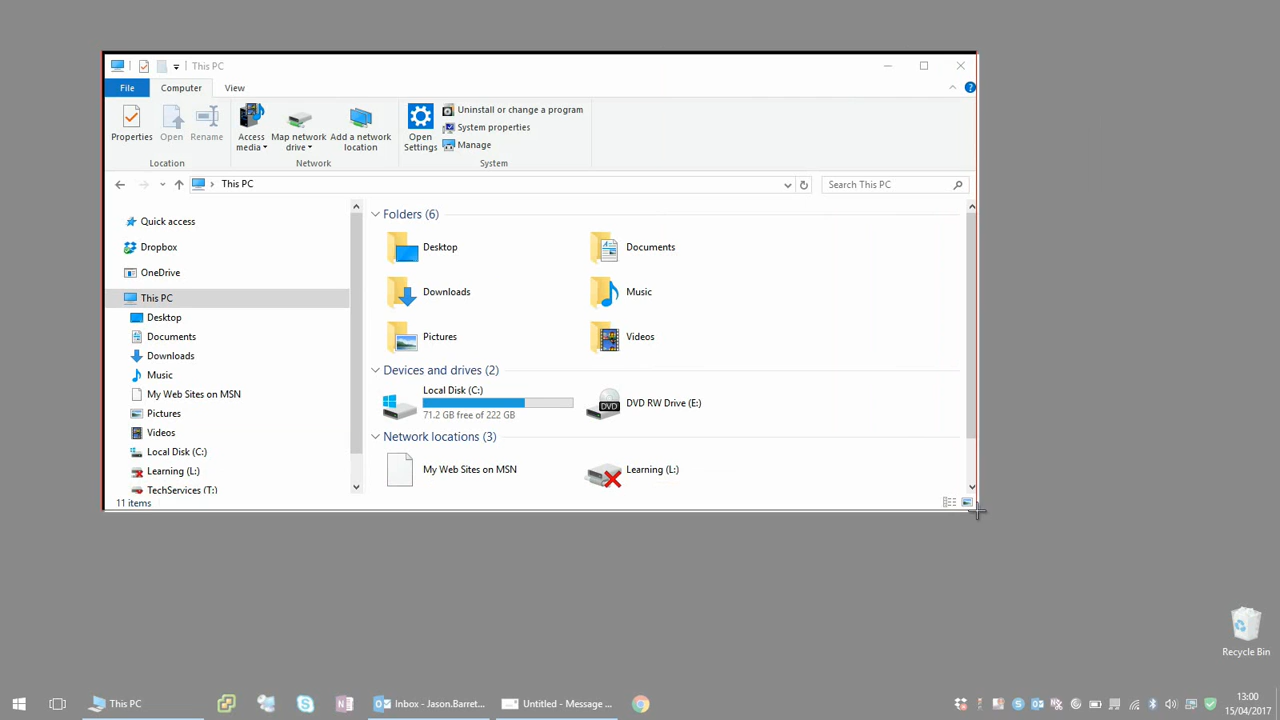 This PC
File
Computer
View
Properties
Open
Rename
Access media
Map network drive
Add a network location
Open Settings
Uninstall or change a program
System properties
Manage
Location
Network
System
This PC
Search This PC
Quick access
Dropbox
OneDrive
This PC
Desktop
Documents
Downloads
Music
My Web Sites on MSN
Pictures
Videos
Local Disk (C:)
Learning (L:)
TechServices (T:)
Folders (6)
Desktop
Documents
Downloads
Music
Pictures
Videos
Devices and drives (2)
Local Disk (C:)
71.2 GB free of 222 GB
DVD
DVD RW Drive (E:)
Network locations (3)
My Web Sites on MSN
Learning (L:)
11 items
Recycle Bin
This PC
Inbox - Jason.Barret...
Untitled - Message ...
13:00
15/04/2017